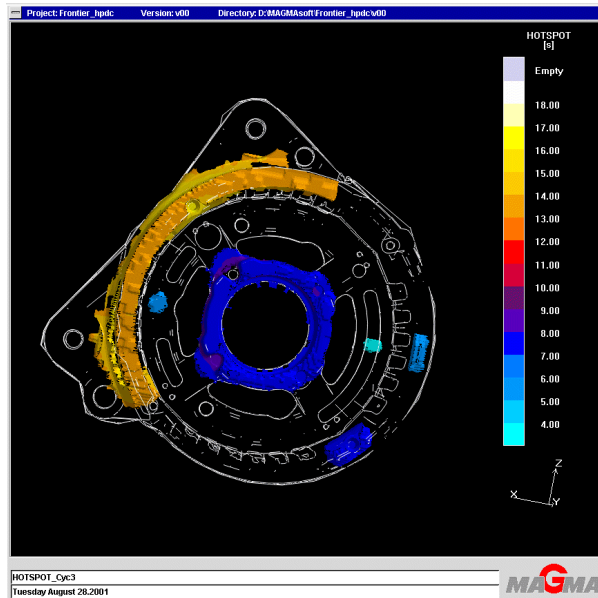 Project: Frontier_hpdc Version: v00 Directory: D:\MAGMAsoft\Frontier_hpdc\v00
HOTSPOT
[s]
Empty
18.00
17.00
16.00
15.00
14.00
13.00
12.00
11.00
10.00
9.00
8.00
7.00
6.00
5.00
4.00
Z
X
Y
HOTSPOT_Cyc3
Tuesday August 28.2001
MAGMA